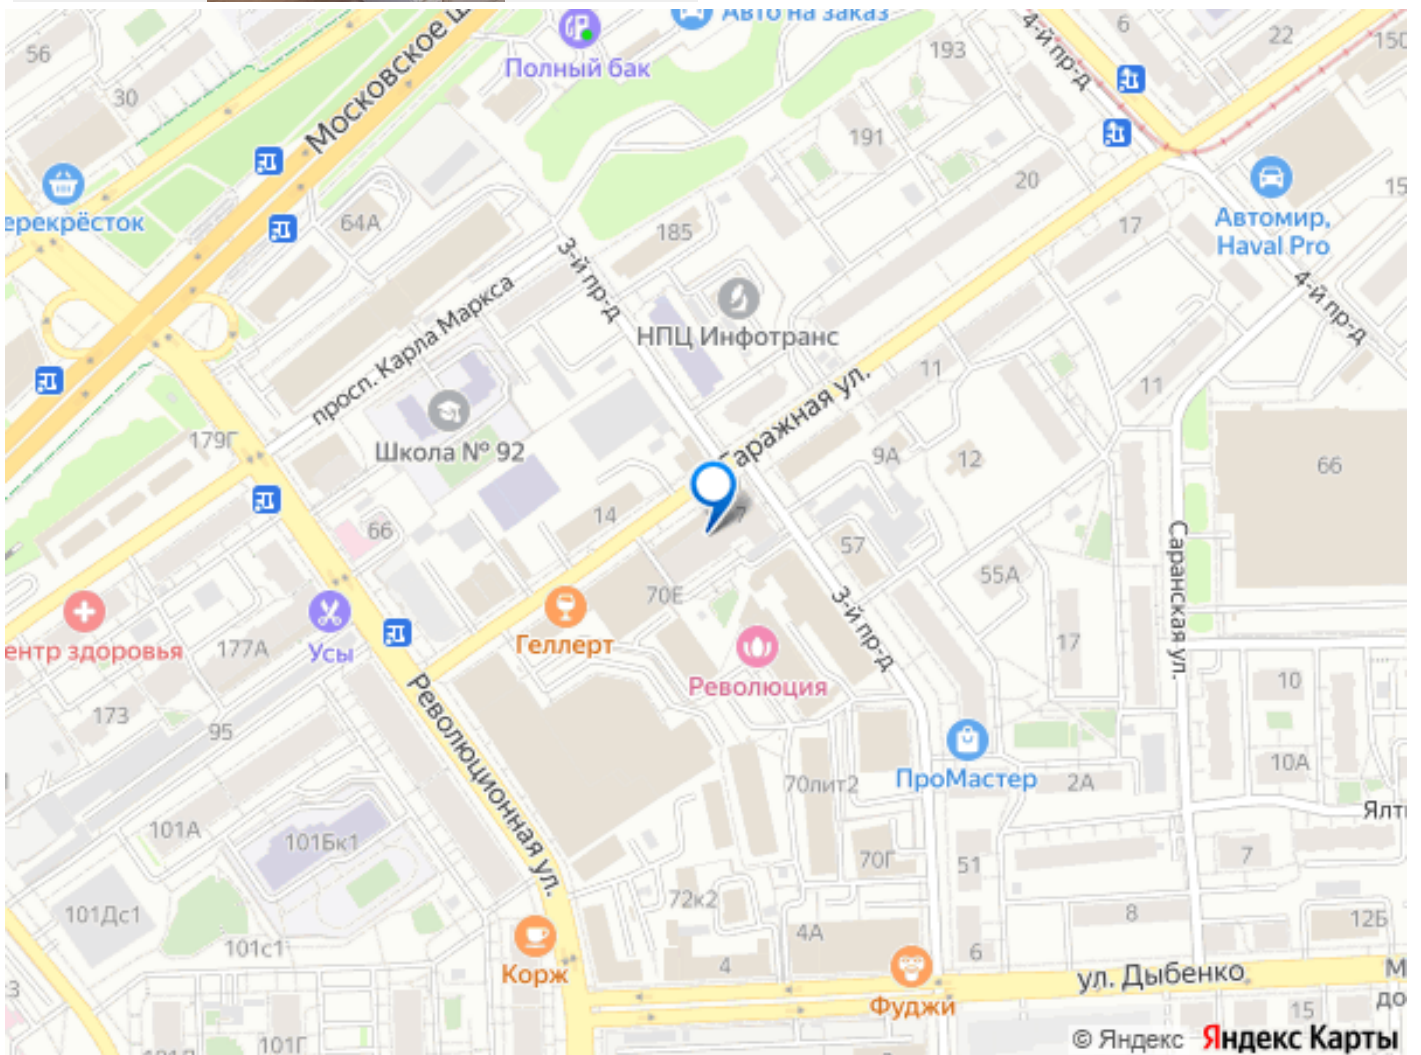 Авто на заказ
56
6
22
150
193
Полный бак
4-й пр-д
30
Московское ш
191
20
15
64А
17
185
Автомир,
Haval Pro
3-й пр-д
4-й пр-д
просп. Карла Маркса
НПЦ Инфотранс
11
11
Гаражная ул.
179Г
Школа № 92
9А
12
66
66
14
7
57
55А
Саранская ул.
70Е
3-й пр-д
Геллерт
177А
Усы
17
Революция
10
173
95
Революционная ул.
ПроМастер
70лит2
2А
10А
101А
101Бк1
70Г
51
7
72к2
101Дс1
101с1
8
12Б
4А
4
6
Корж
ул. Дыбенко
Фуджи
15
101Г
© Яндекс Яндекс Карты